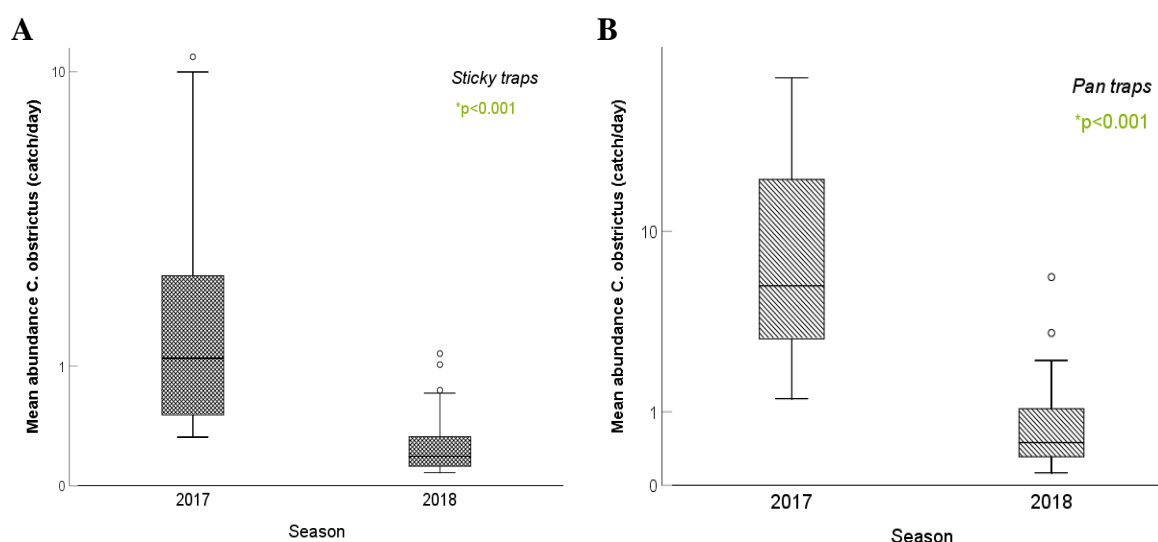 A
Mean abundance C. obstrictus (catch/day)
10
1
0
Sticky traps
*p<0.001
2017
2018
Season
B
Mean abundance C. obstrictus (catch/day)
10
1
0
Pan traps
*p<0.001
2017
2018
Season